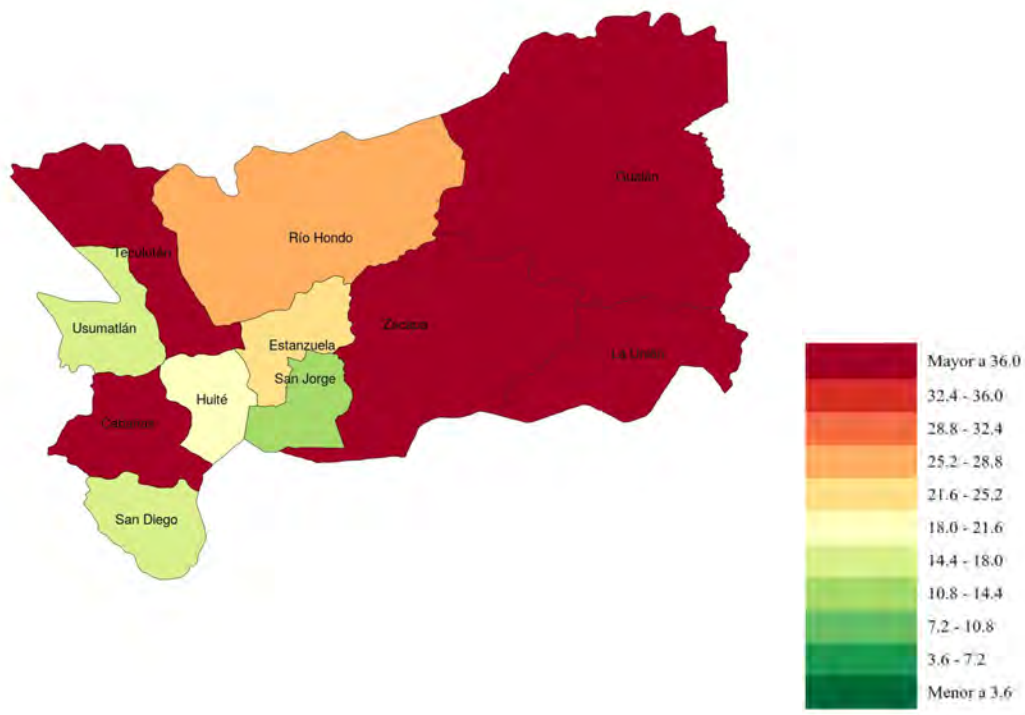 Gualán
Río Hondo
Teculután
Usumatlán
Zacapa
Estanzuela
La Unión
San Jorge
Huité
Cabañas
San Diego
Mayor a 36.0
32.4 - 36.0
28.8 - 32.4
25.2 - 28.8
21.6 - 25.2
18.0 - 21.6
14.4 - 18.0
10.8 - 14.4
7.2 - 10.8
3.6 - 7.2
Menor a 3.6